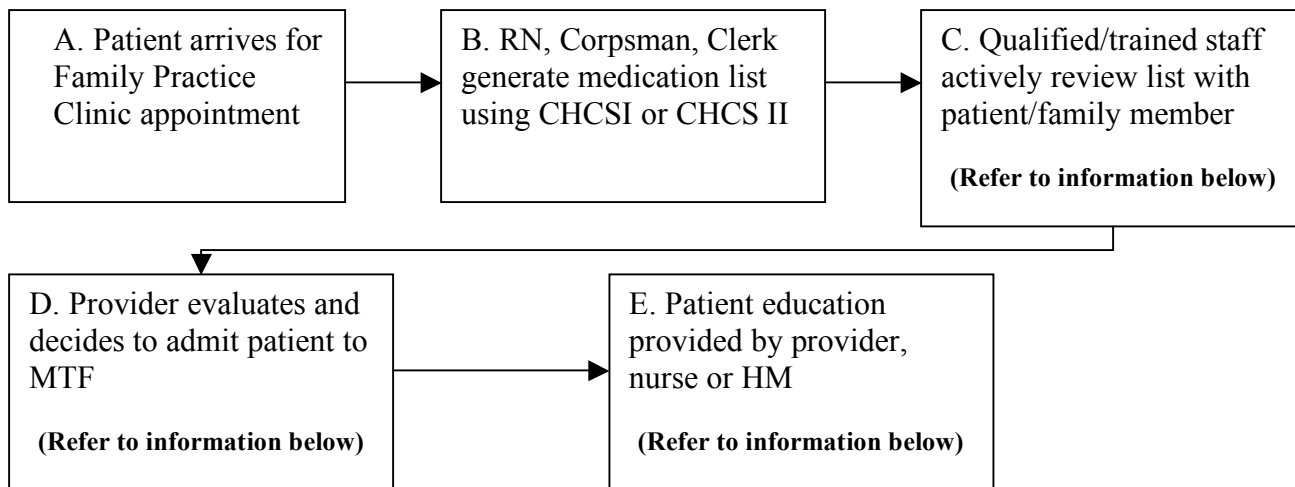 A. Patient arrives for
Family Practice
Clinic appointment
B. RN, Corpsman, Clerk
generate medication list
using CHCSI or CHCS II
C. Qualified/trained staff
actively review list with
patient/family member
(Refer to information below)
D. Provider evaluates and
decides to admit patient to
MTF
(Refer to information below)
E. Patient education
provided by provider,
nurse or HM
(Refer to information below)